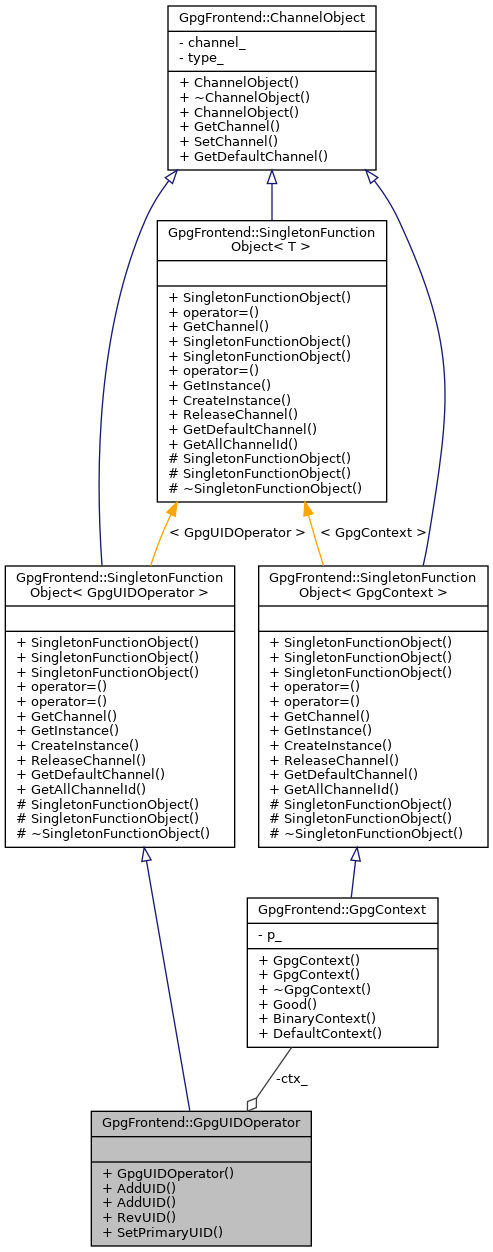 GpgFrontend::ChannelObject
- channel_
- type_
+ ChannelObject()
+ ~ChannelObject()
+ ChannelObject()
+ GetChannel()
+ SetChannel()
+ GetDefaultChannel()
GpgFrontend::SingletonFunction
Object< T >
+ SingletonFunctionObject()
+ operator=()
+ GetChannel()
+ SingletonFunctionObject()
+ SingletonFunctionObject()
+ operator=()
+ GetInstance()
+ CreateInstance()
+ ReleaseChannel()
+ GetDefaultChannel()
+ GetAllChannelId()
# SingletonFunctionObject()
# SingletonFunctionObject()
# ~SingletonFunctionObject()
< GpgUIDOperator >
< GpgContext >
GpgFrontend::SingletonFunction
Object< GpgUIDOperator >
+ SingletonFunctionObject()
+ SingletonFunctionObject()
+ SingletonFunctionObject()
+ operator=()
+ operator=()
+ GetChannel()
+ GetInstance()
+ CreateInstance()
+ ReleaseChannel()
+ GetDefaultChannel()
+ GetAllChannelId()
# SingletonFunctionObject()
# SingletonFunctionObject()
# ~SingletonFunctionObject()
GpgFrontend::SingletonFunction
Object< GpgContext >
+ SingletonFunctionObject()
+ SingletonFunctionObject()
+ SingletonFunctionObject()
+ operator=()
+ operator=()
+ GetChannel()
+ GetInstance()
+ CreateInstance()
+ ReleaseChannel()
+ GetDefaultChannel()
+ GetAllChannelId()
# SingletonFunctionObject()
# SingletonFunctionObject()
# ~SingletonFunctionObject()
GpgFrontend::GpgContext
- p_
+ GpgContext()
+ GpgContext()
+ ~GpgContext()
+ Good()
+ BinaryContext()
+ DefaultContext()
-ctx_
GpgFrontend::GpgUIDOperator
+ GpgUIDOperator()
+ AddUID()
+ AddUID()
+ RevUID()
+ SetPrimaryUID()